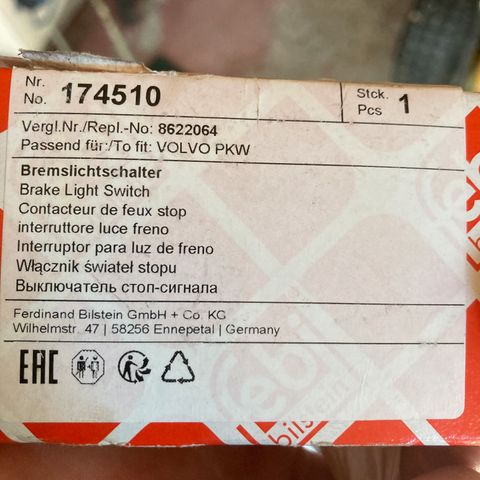 Nr.
No. 174510
Stck.
Pcs 1
Vergl.Nr./Repl.-No: 8622064
Passend für:/To fit: VOLVO PKW
Bremslichtschalter
Brake Light Switch
Contacteur de feux stop
interruttore luce freno
Interruptor para luz de freno
Włącznik świateł stopu
Выключатель стоп-сигнала
Ferdinand Bilstein GmbH + Co. KG
Wilhelmstr. 47 | 58256 Ennepetal | Germany
EAC
febi
bils